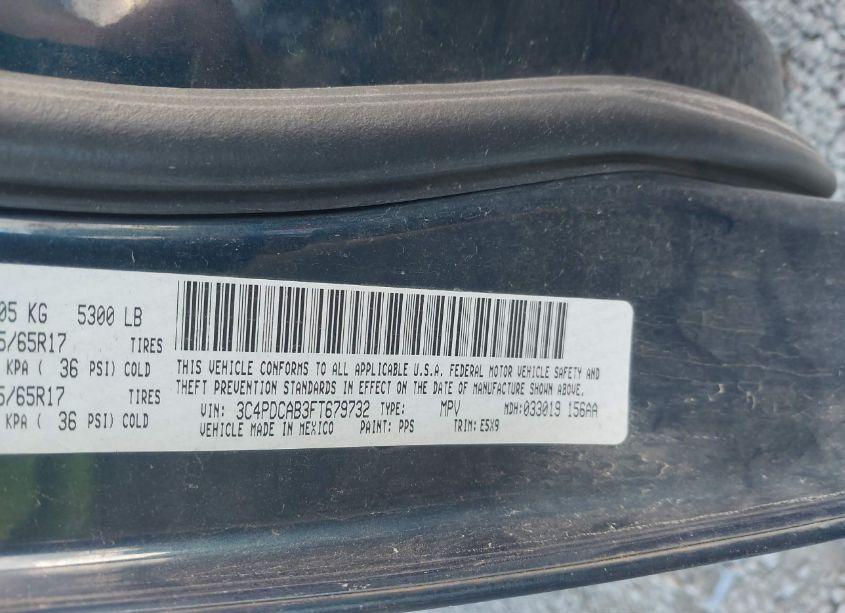 05 KG 5300 LB
5/65R17 TIRES
KPA ( 36 PSI) COLD
5/65R17 TIRES
KPA ( 36 PSI) COLD
THIS VEHICLE CONFORMS TO ALL APPLICABLE U.S.A. FEDERAL MOTOR VEHICLE SAFETY AND
THEFT PREVENTION STANDARDS IN EFFECT ON THE DATE OF MANUFACTURE SHOWN ABOVE.
VIN: 3C4PDCAB3FT679732 TYPE: MPV MDH:033019 156AA
VEHICLE MADE IN MEXICO PAINT: PPS TRIM: E5X9